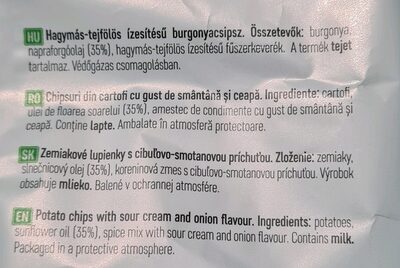 HU Hagymás-tejfölös ízesítésű burgonyacsipsz. Összetevők: burgonya,
napraforgóolaj (35%), hagymás-tejfölös ízesítésű fűszerkeverék. A termék tejet
tartalmaz. Védőgázas csomagolásban.
RO Chipsuri din cartofi cu gust de smântână și ceapă. Ingrediente: cartofi,
ulei de floarea soarelui (35%), amestec de condimente cu gust de smântână și
ceapă. Conține lapte. Ambalate în atmosferă protectoare.
SK Zemiakové lupienky s cibuľovo-smotanovou príchuťou. Zloženie: zemiaky,
slnečnicový olej (35%), koreninová zmes s cibuľovo-smotanovou príchuťou. Výrobok
obsahuje mlieko. Balené v ochrannej atmosfére.
EN Potato chips with sour cream and onion flavour. Ingredients: potatoes,
sunflower oil (35%), spice mix with sour cream and onion flavour. Contains milk.
Packaged in a protective atmosphere.